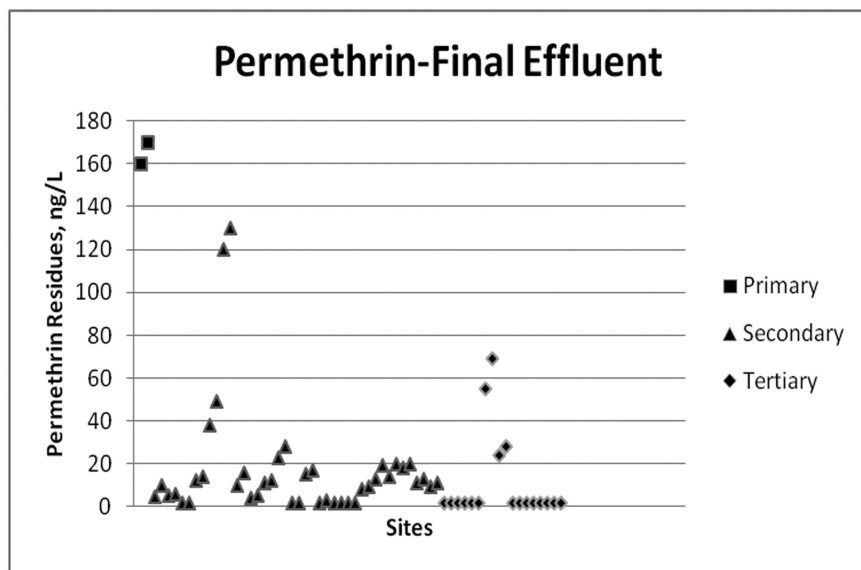 Permethrin-Final Effluent
Permethrin Residues, ng/L
180
160
140
120
100
80
60
40
20
0
Sites
Primary
Secondary
Tertiary